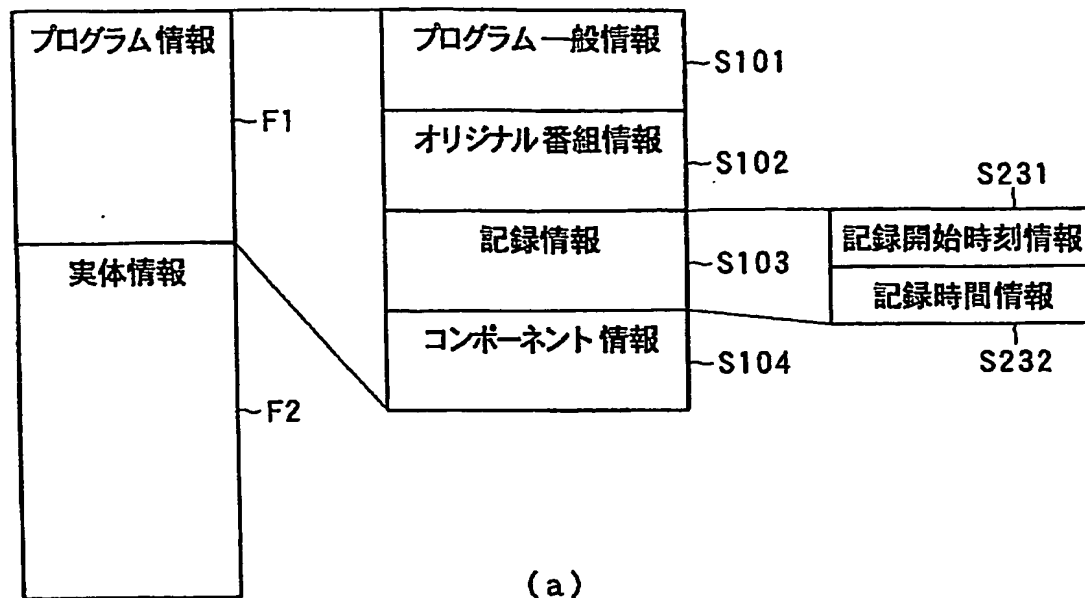 プログラム情報
F1
実体情報
F2
プログラム一般情報
S101
オリジナル番組情報
S102
記録情報
S103
コンポーネント情報
S104
S231
記録開始時刻情報
記録時間情報
S232
(a)